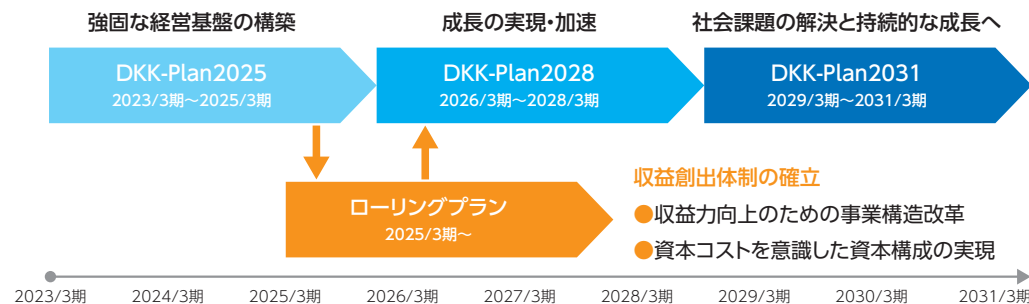 強固な経営基盤の構築
成長の実現・加速
社会課題の解決と持続的な成長へ
DKK-Plan2025
2023/3期～2025/3期
DKK-Plan2028
2026/3期～2028/3期
DKK-Plan2031
2029/3期～2031/3期
ローリングプラン
2025/3期～
収益創出体制の確立
●収益力向上のための事業構造改革
●資本コストを意識した資本構成の実現
2023/3期 2024/3期 2025/3期 2026/3期 2027/3期 2028/3期 2029/3期 2030/3期 2031/3期